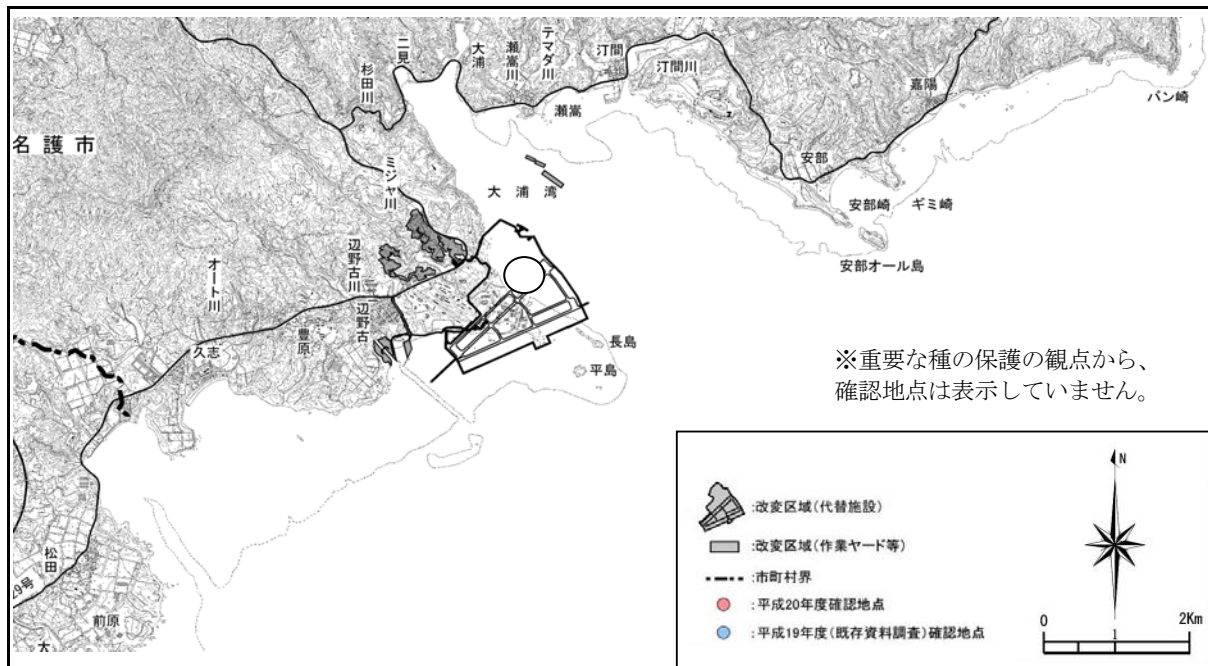 二見
大浦
瀬嵩川
テマダ川
汀間
汀間川
嘉陽
バン崎
杉田川
瀬嵩
名護市
安部
ミジャ川
大浦湾
安部崎
ギミ崎
安部オール島
辺野古川
オート川
辺野古
豊原
久志
長島
平島
※重要な種の保護の観点から、
確認地点は表示していません。
松田
29号
前原
:改変区域(代替施設)
:改変区域(作業ヤード等)
:市町村界
:平成20年度確認地点
:平成19年度(既存資料調査)確認地点
N
0 1 2Km